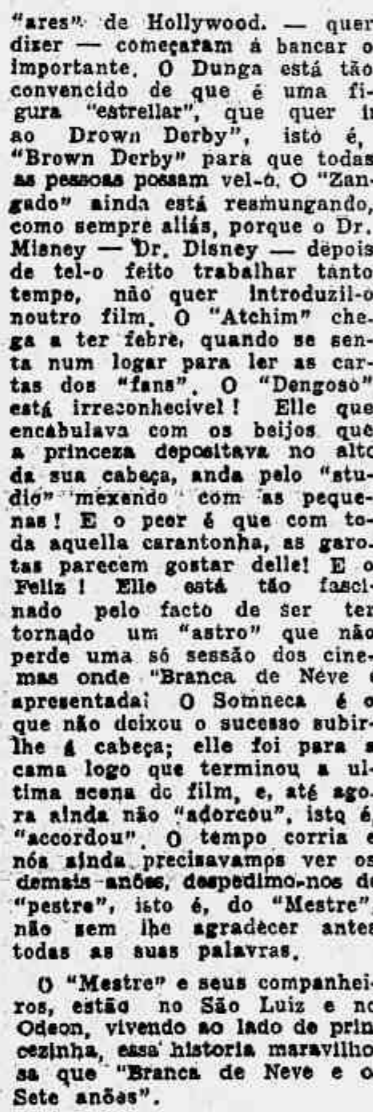 "ares" de Hollywood. — quer
dizer — começaram á bancar o
importante. O Dunga está tão
convencido de que é uma fi-
gura "estrellar", que quer ir
ao Drown Derby", isto é,
"Brown Derby" para que todas
as pessoas possam vel-o. O "Zan-
gado" ainda está resmungando,
como sempre aliás, porque o Dr.
Misney — Dr. Disney — depois
de tel-o feito trabalhar tanto
tempo, não quer introduzil-o
noutro film. O "Atchim" che-
ga a ter febre, quando se sen-
ta num logar para ler as car-
tas dos "fans". O "Dengoso"
está irreconhecivel! Elle que
encabulava com os beijos que
a princeza depositava no alto
da sua cabeça, anda pelo "stu-
dio" mexendo com as peque-
nas! E o peor é que com to-
da aquella carantonha, as garo-
tas parecem gostar delle! E o
Feliz! Elle está tão fasci-
nado pelo facto de ser ter
tornado um "astro" que não
perde uma só sessão dos cine-
mas onde "Branca de Neve é
apresentada! O Somneca é o
que não deixou o sucesso subir-
lhe á cabeça; elle foi para a
cama logo que terminou a ul-
tima scena do film, e, até ago-
ra ainda não "adorcou", isto é,
"accordou". O tempo corria e
nós ainda precisavamos ver os
demais anões, despedimo-nos do
"pestre", isto é, do "Mestre",
não sem lhe agradecer antes
todas as suas palavras.
O "Mestre" e seus companhei-
ros, estão no São Luiz e no
Odeon, vivendo ao lado de prin
cezinha, essa historia maravilho
sa que "Branca de Neve e o
Sete anões".